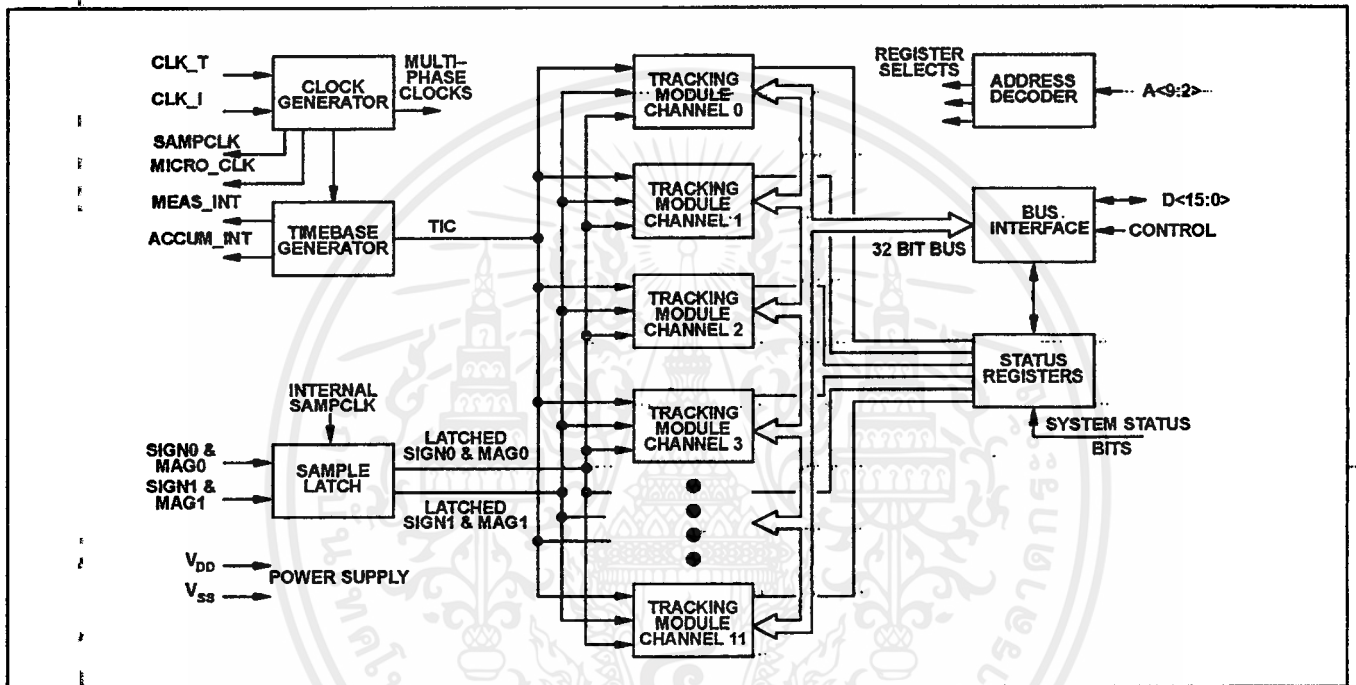 CLK_T
CLK_I
CLOCK
GENERATOR
MULTI-
PHASE
CLOCKS
SAMPCLK
MICRO_CLK
MEAS_INT
ACCUM_INT
TIMEBASE
GENERATOR
TIC
INTERNAL
SAMPCLK
SIGN0 &
MAG0
SIGN1 &
MAG1
SAMPLE
LATCH
LATCHED
SIGN0 & MAG0
LATCHED
SIGN1 & MAG1
VDD
VSS
POWER SUPPLY
TRACKING
MODULE
CHANNEL 0
TRACKING
MODULE
CHANNEL 1
TRACKING
MODULE
CHANNEL 2
TRACKING
MODULE
CHANNEL 3
TRACKING
MODULE
CHANNEL 11
REGISTER
SELECTS
ADDRESS
DECODER
A<9:2>
32 BIT BUS
BUS
INTERFACE
D<15:0>
CONTROL
STATUS
REGISTERS
SYSTEM STATUS
BITS